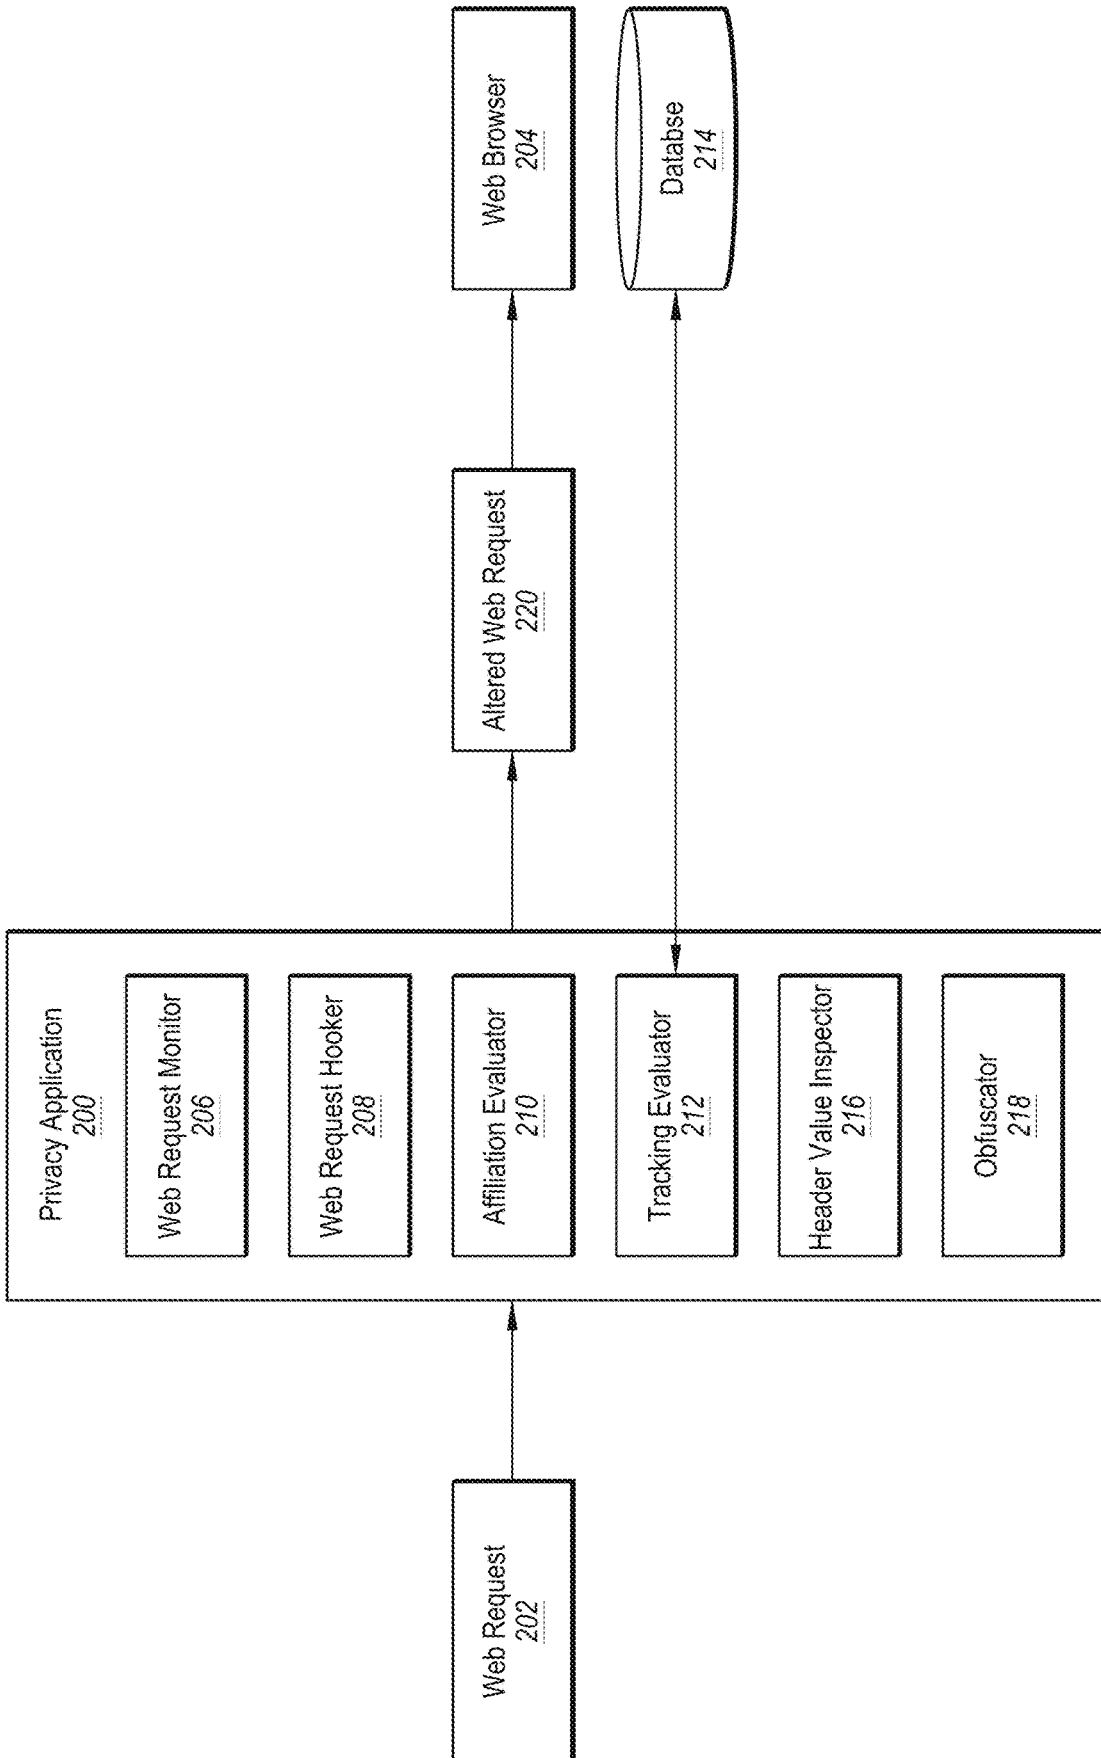 Web Request
202
Privacy Application
200
Web Request Monitor
206
Web Request Hooker
208
Affiliation Evaluator
210
Tracking Evaluator
212
Header Value Inspector
216
Obfuscator
218
Altered Web Request
220
Web Browser
204
Databse
214